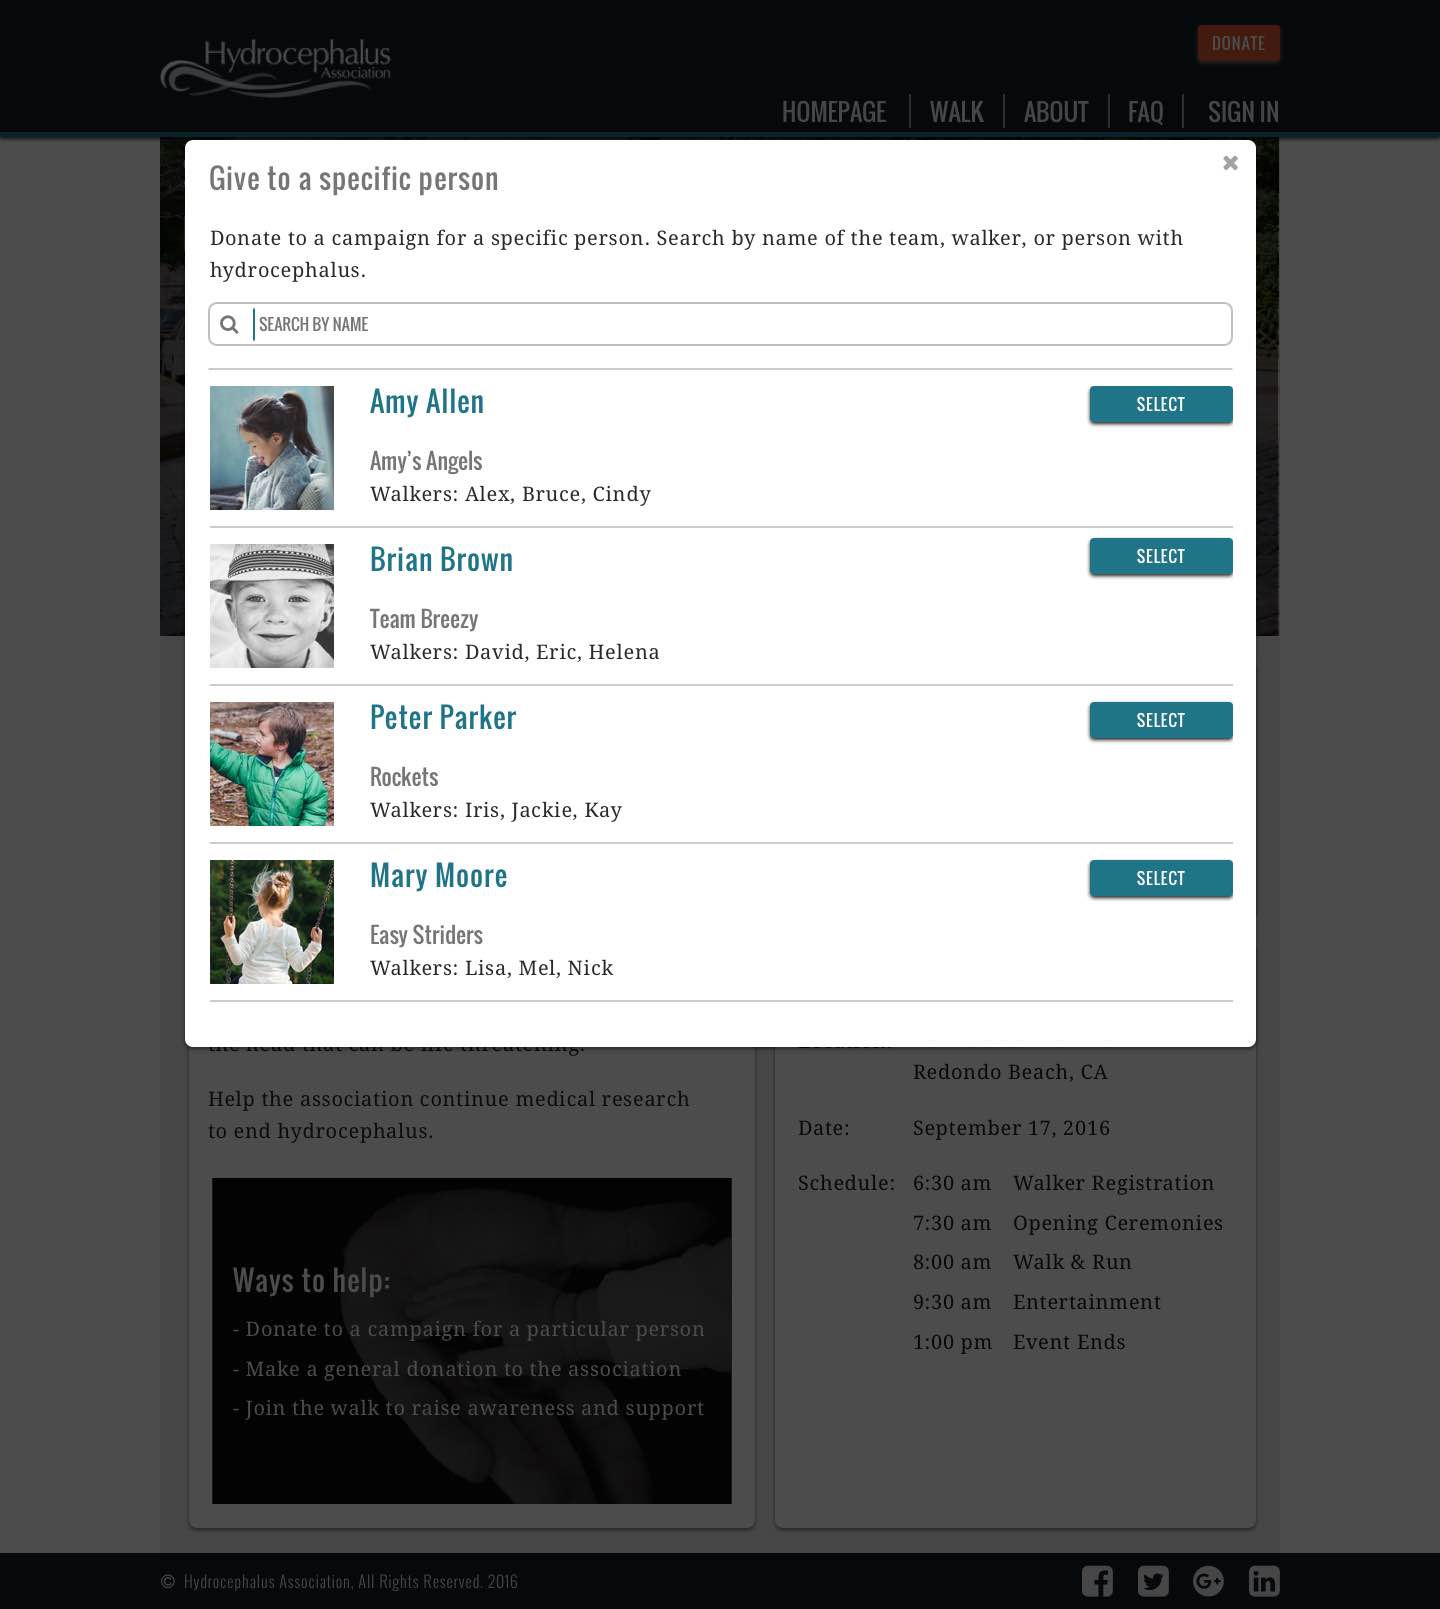 Hydrocephalus
Association
DONATE
HOMEPAGE
WALK
ABOUT
FAQ
SIGN IN
Give to a specific person
Donate to a campaign for a specific person. Search by name of the team, walker, or person with
hydrocephalus.
SEARCH BY NAME
Amy Allen
SELECT
Amy's Angels
Walkers: Alex, Bruce, Cindy
Brian Brown
SELECT
Team Breezy
Walkers: David, Eric, Helena
Peter Parker
SELECT
Rockets
Walkers: Iris, Jackie, Kay
Mary Moore
SELECT
Easy Striders
Walkers: Lisa, Mel, Nick
the head that can be life threatening.
Help the association continue medical research
to end hydrocephalus.
Ways to help:
- Donate to a campaign for a particular person
- Make a general donation to the association
- Join the walk to raise awareness and support
Redondo Beach, CA
Date: September 17, 2016
Schedule: 6:30 am Walker Registration
7:30 am Opening Ceremonies
8:00 am Walk & Run
9:30 am Entertainment
1:00 pm Event Ends
© Hydrocephalus Association, All Rights Reserved. 2016